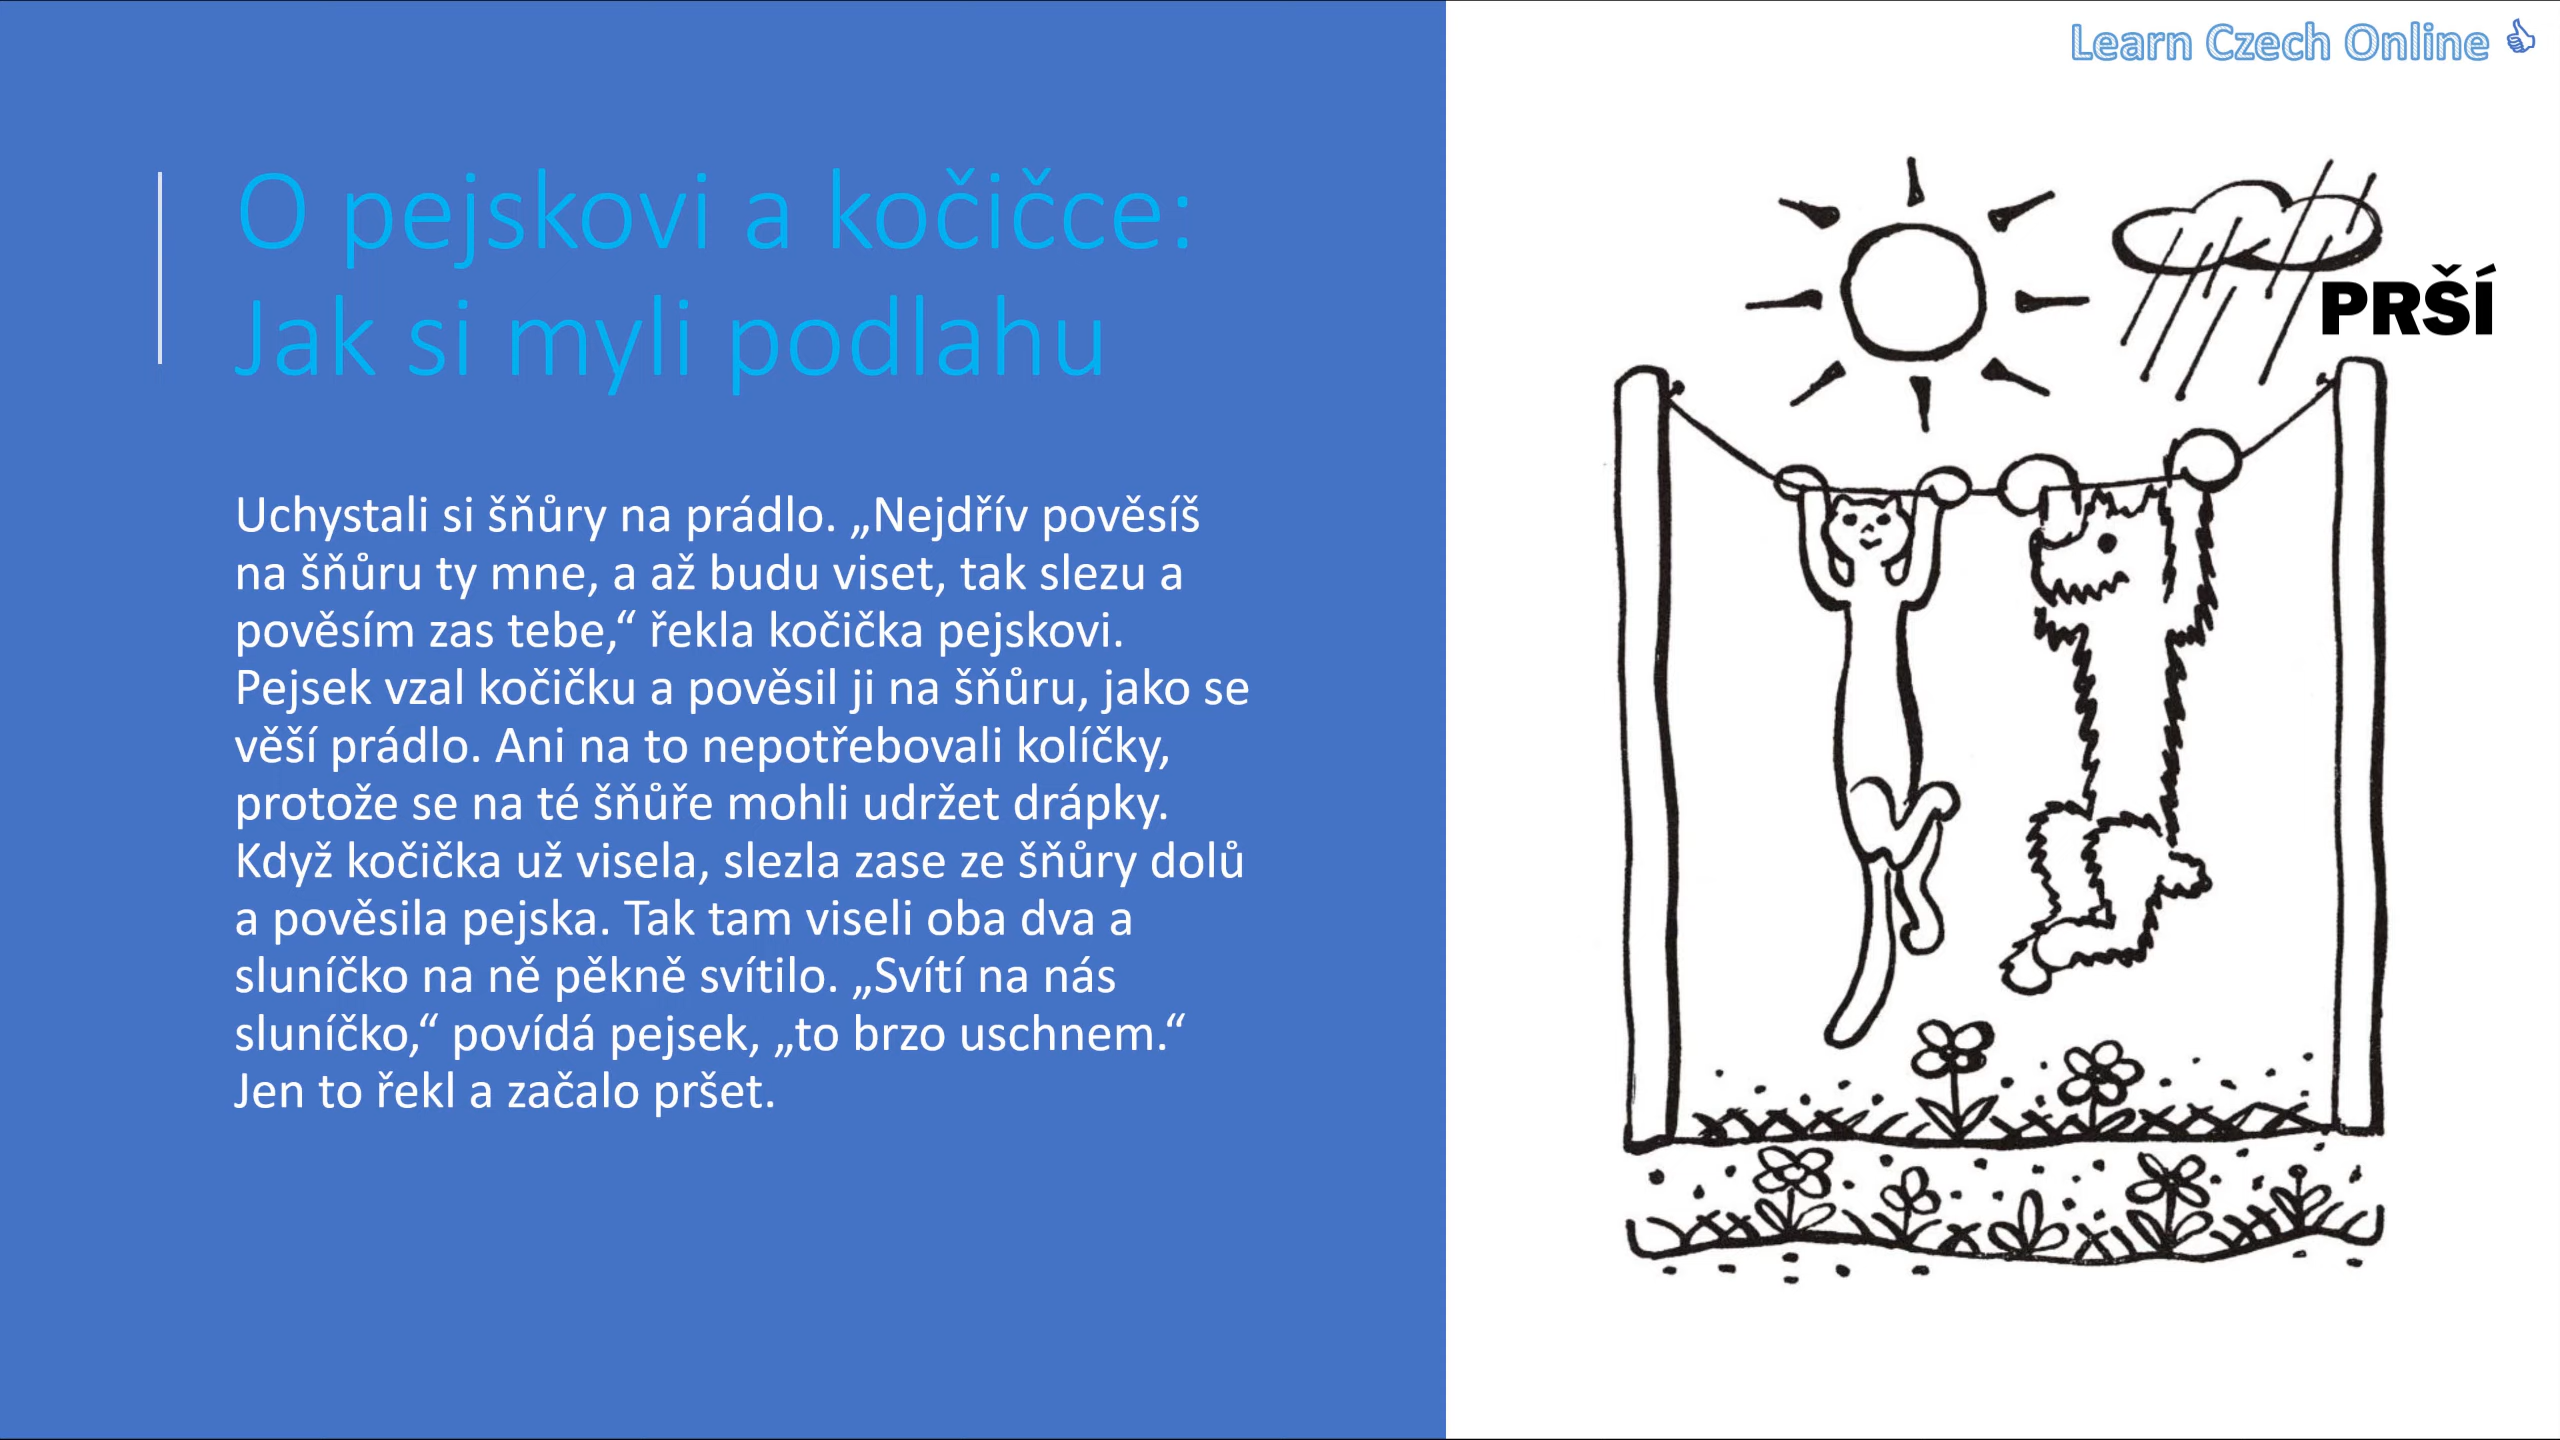 Learn Czech Online
O pejskovi a kočičce:
Jak si myli podlahu
Uchystali si šňůry na prádlo. „Nejdřív pověsíš
na šňůru ty mne, a až budu viset, tak slezu a
pověsím zas tebe,“ řekla kočička pejskovi.
Pejsek vzal kočičku a pověsil ji na šňůru, jako se
věší prádlo. Ani na to nepotřebovali kolíčky,
protože se na té šňůře mohli udržet drápky.
Když kočička už visela, slezla zase ze šňůry dolů
a pověsila pejska. Tak tam viseli oba dva a
sluníčko na ně pěkně svítilo. „Svítí na nás
sluníčko,“ povídá pejsek, „to brzo uschnem.“
Jen to řekl a začalo pršet.
PRŠÍ